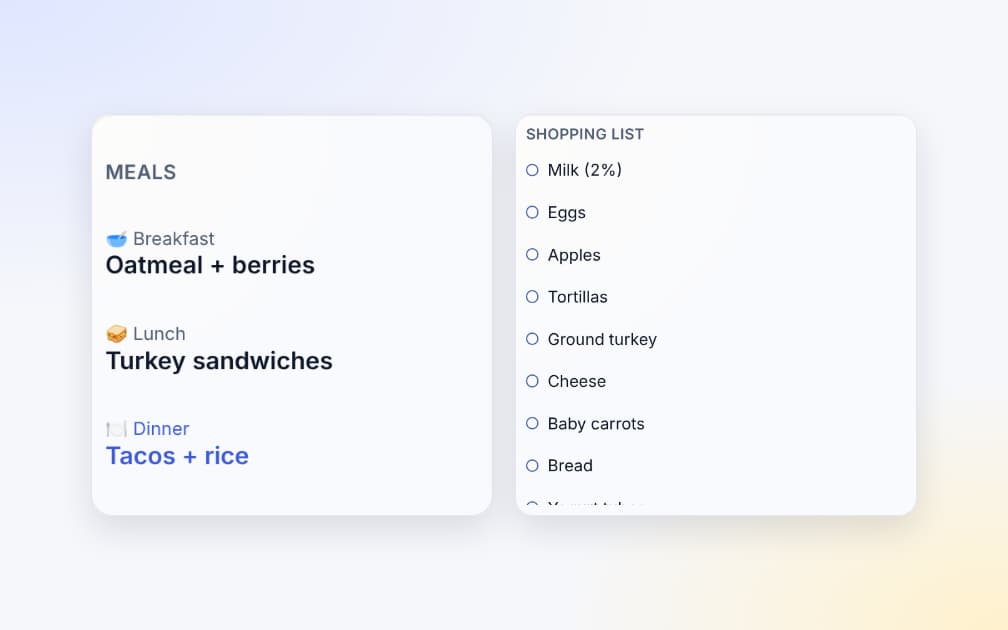 MEALS
Breakfast
Oatmeal + berries
Lunch
Turkey sandwiches
Dinner
Tacos + rice
SHOPPING LIST
Milk (2%)
Eggs
Apples
Tortillas
Ground turkey
Cheese
Baby carrots
Bread